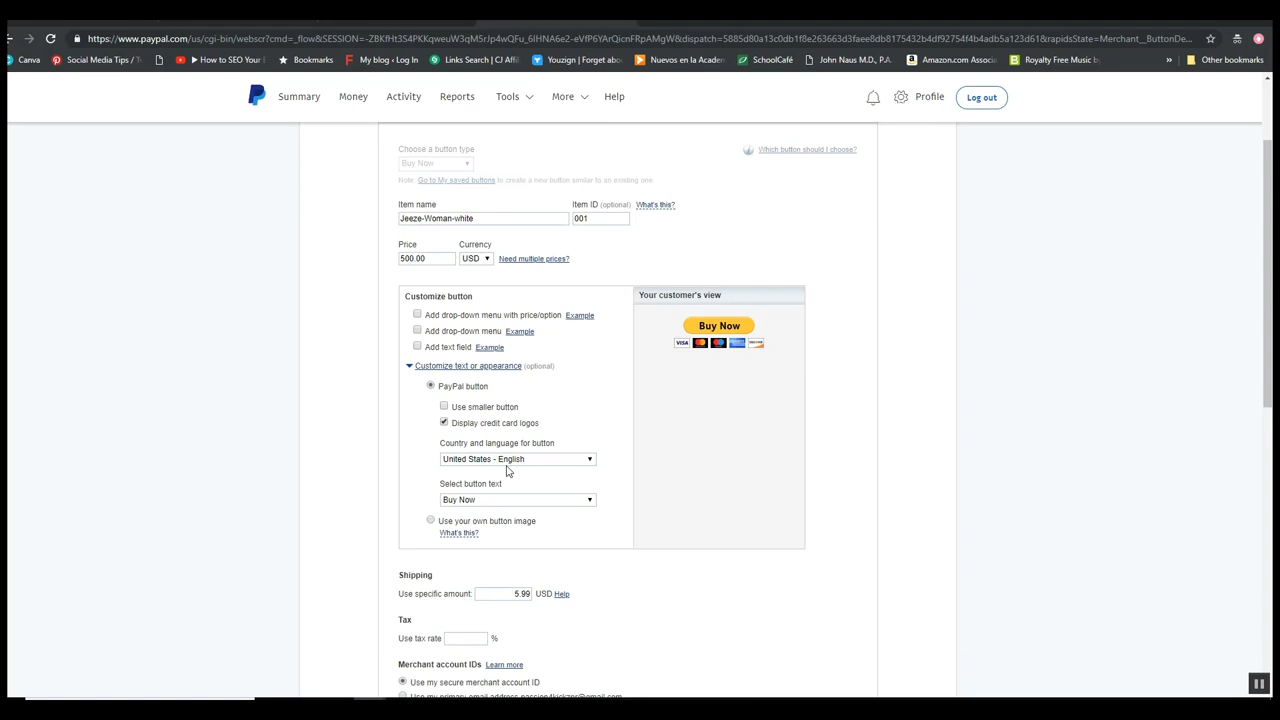 https://www.paypal.com/us/cgi-bin/webscr?cmd=_flow&SESSION=-ZBKfHt3S4PKKqweuW3qM5rJp4wQFu_6IHNA6e2-eVfP6YArQicnFRpAMgW&dispatch=5885d80a13c0db1f8e263663d3faee8db8175432b4df92754f4b4adb5a123d61&rapidsState=Merchant__ButtonDe...
Canva Social Media Tips / T How to SEO Your Bookmarks My blog ‹ Log In Links Search | CJ Affi Youzign | Forget abou Nuevos en la Acader SchoolCafé John Naus M.D., P.A. Amazon.com Associa Royalty Free Music by » Other bookmarks
Summary Money Activity Reports Tools More Help Profile Log out
Choose a button type Which button should I choose?
Buy Now
Note: Go to My saved buttons to create a new button similar to an existing one.
Item name Item ID (optional) What's this?
Jeeze-Woman-white 001
Price Currency
500.00 USD Need multiple prices?
Customize button Your customer's view
Add drop-down menu with price/option Example
Buy Now
Add drop-down menu Example
VISA
Add text field Example
Customize text or appearance (optional)
PayPal button
Use smaller button
Display credit card logos
Country and language for button
United States - English
Select button text
Buy Now
Use your own button image
What's this?
Shipping
Use specific amount: 5.99 USD Help
Tax
Use tax rate %
Merchant account IDs Learn more
Use my secure merchant account ID
Use my primary email address